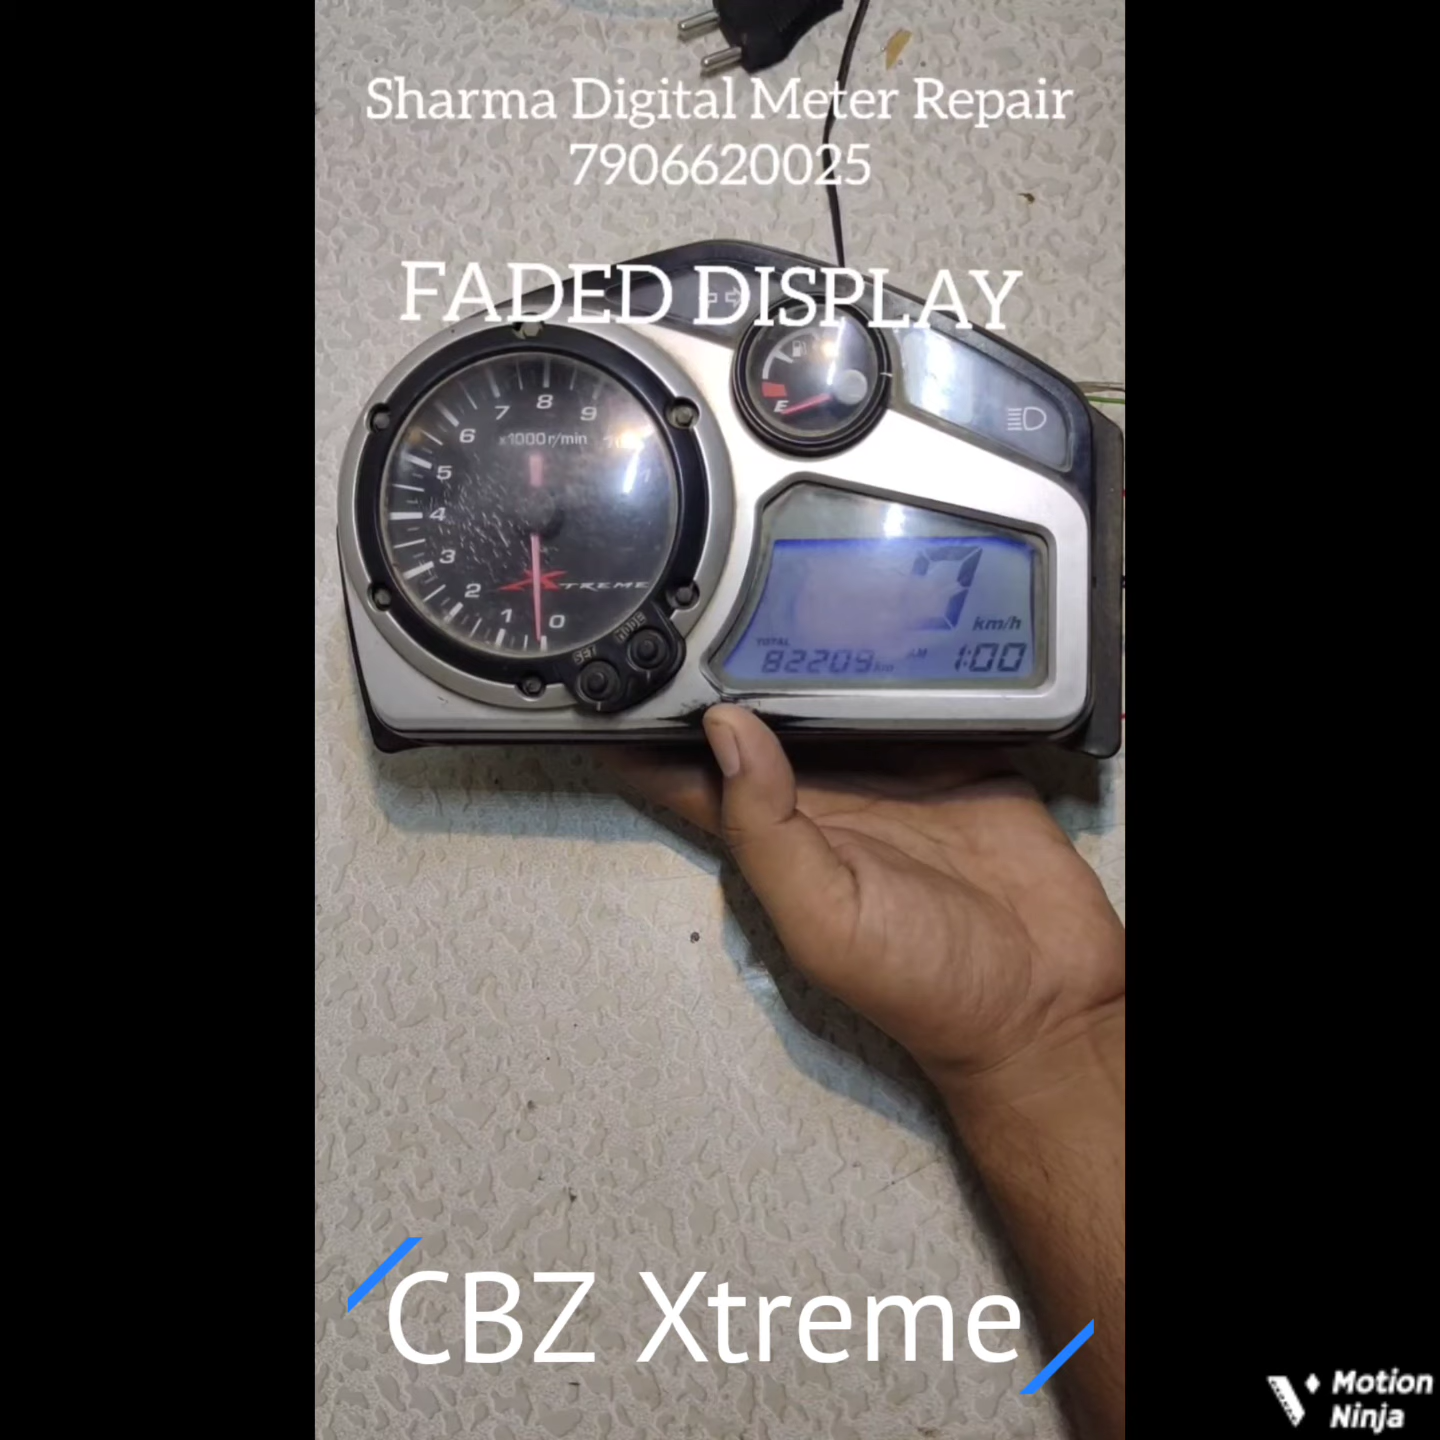 Sharma Digital Meter Repair
7906620025
FADED DISPLAY
7 8 9
6
x1000r/min
5
4
3
2
1
0
E
XTREME
SET
km/h
TOTAL
82209km
AM
1:00
CBZ Xtreme
Motion
Ninja